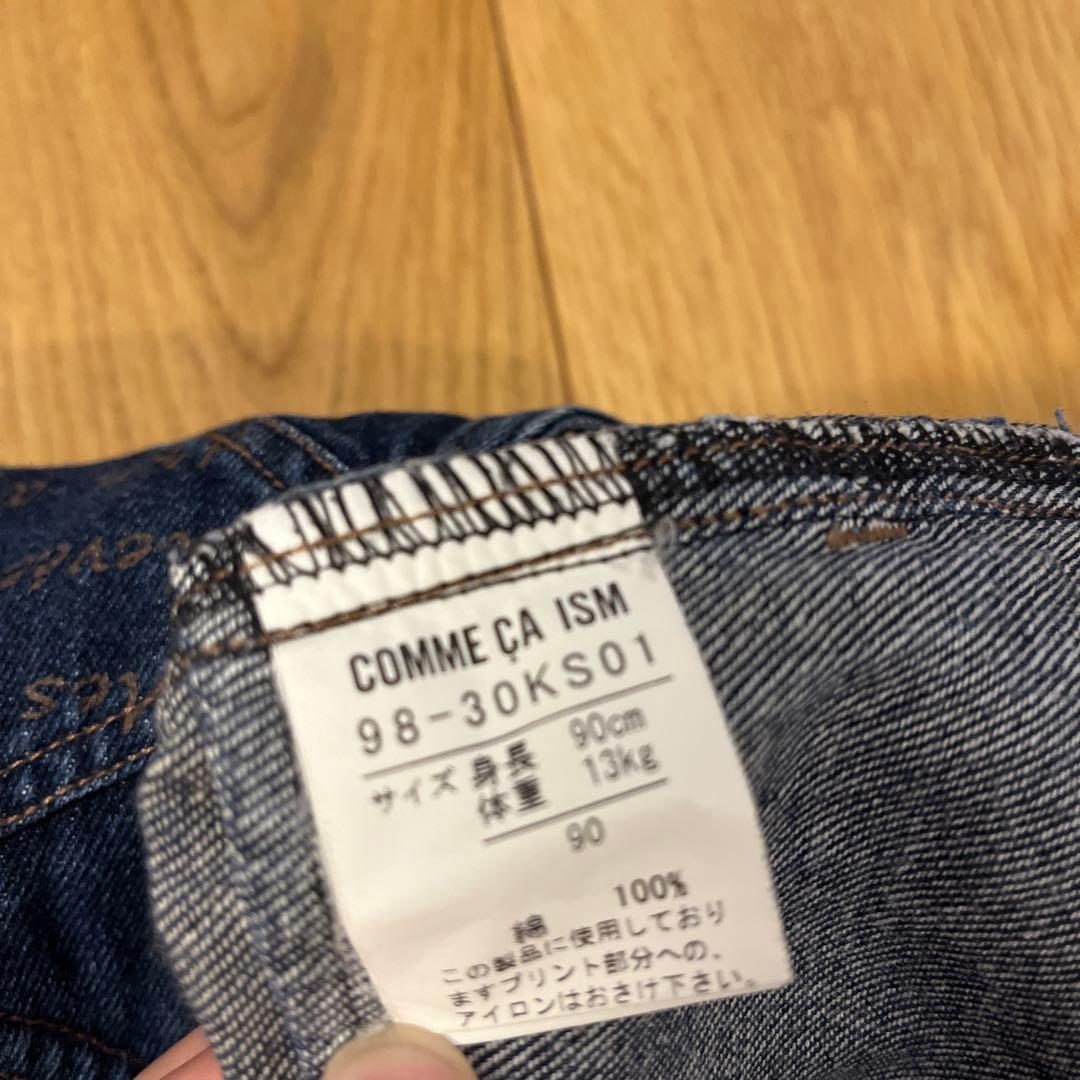 COMME ÇA ISM
98-30KS01
サイズ 身長 90cm
体重 13kg
90
綿 100%
この製品に使用しており
ますプリント部分への、
アイロンはおさけ下さい。